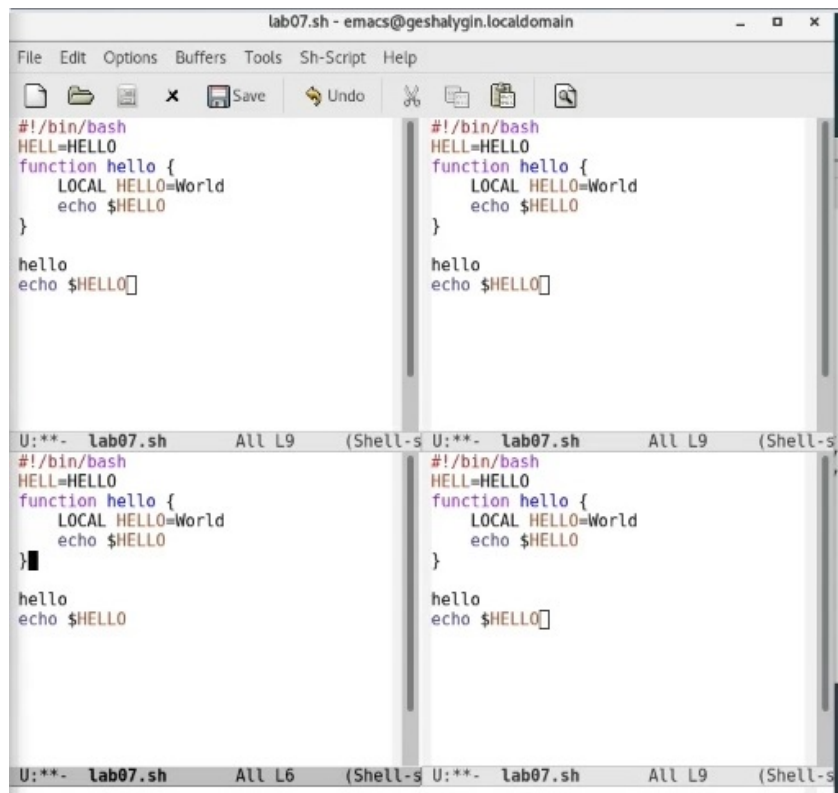 lab07.sh - emacs@geshalygin.localdomain
File Edit Options Buffers Tools Sh-Script Help
Save Undo
#!/bin/bash
HELL=HELLO
function hello {
    LOCAL HELLO=World
    echo $HELLO
}
hello
echo $HELLO
U:**- lab07.sh All L9 (Shell-s
#!/bin/bash
HELL=HELLO
function hello {
    LOCAL HELLO=World
    echo $HELLO
}
hello
echo $HELLO
U:**- lab07.sh All L9 (Shell-s
#!/bin/bash
HELL=HELLO
function hello {
    LOCAL HELLO=World
    echo $HELLO
}
hello
echo $HELLO
U:**- lab07.sh All L6 (Shell-s
#!/bin/bash
HELL=HELLO
function hello {
    LOCAL HELLO=World
    echo $HELLO
}
hello
echo $HELLO
U:**- lab07.sh All L9 (Shell-s